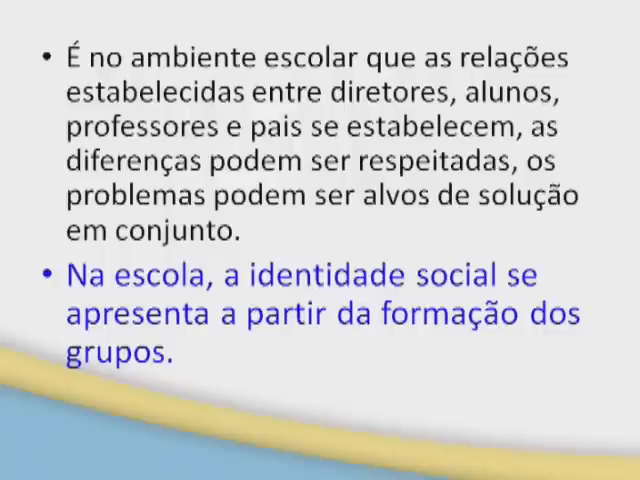 • É no ambiente escolar que as relações
estabelecidas entre diretores, alunos,
professores e pais se estabelecem, as
diferenças podem ser respeitadas, os
problemas podem ser alvos de solução
em conjunto.
• Na escola, a identidade social se
apresenta a partir da formação dos
grupos.